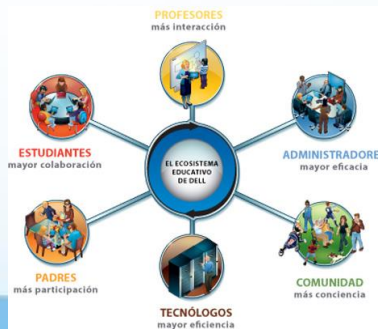 PROFESORES
más interacción
ESTUDIANTES
mayor colaboración
EL ECOSISTEMA
EDUCATIVO
DE DELL
ADMINISTRADORE
mayor eficacia
PADRES
más participación
COMUNIDAD
más conciencia
TECNÓLOGOS
mayor eficiencia